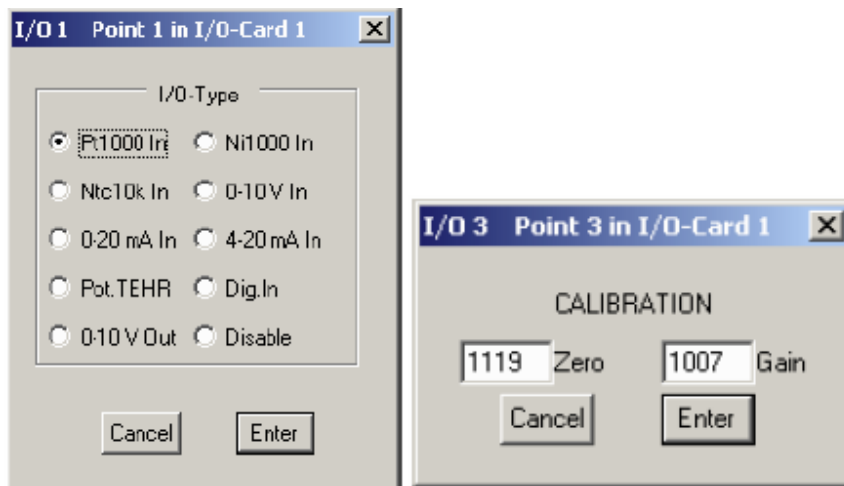 I/O 1 Point 1 in I/O-Card 1
I/O-Type
Pt1000 In Ni1000 In
Ntc10k In 0-10V In
0-20 mA In 4-20 mA In
Pot.TEHR Dig.In
0-10 V Out Disable
Cancel Enter
I/O 3 Point 3 in I/O-Card 1
CALIBRATION
1119 Zero 1007 Gain
Cancel Enter